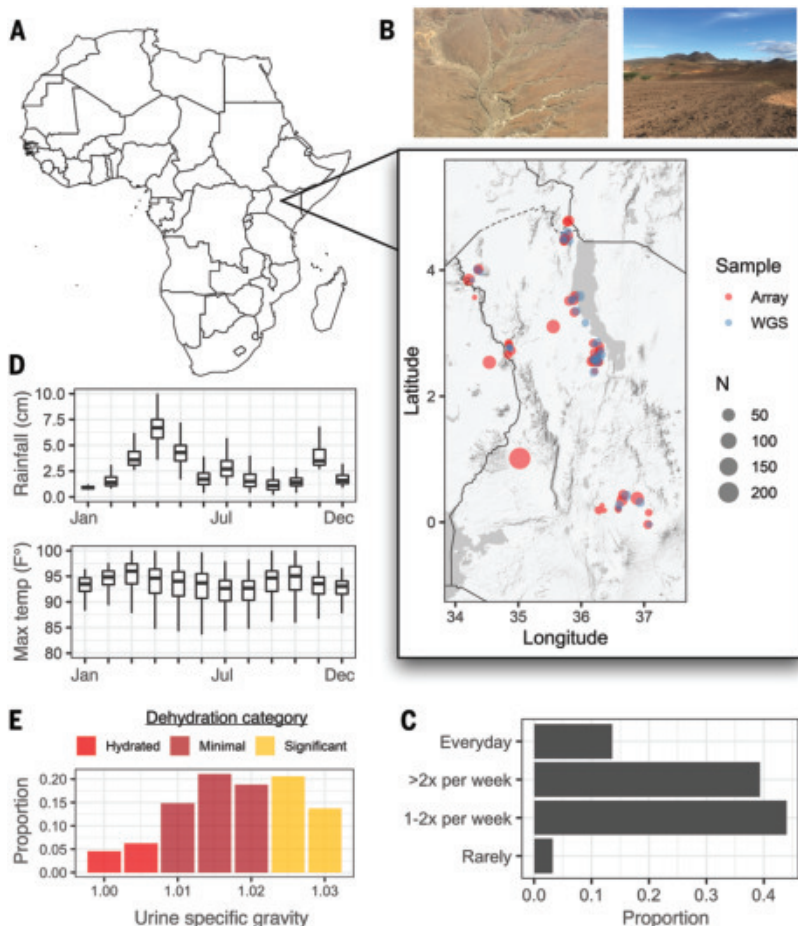 A
B
Sample
Array
WGS
N
50
100
150
200
Latitude
4
2
0
34
35
36
37
Longitude
D
Rainfall (cm)
10.0
7.5
5.0
2.5
0.0
Jan
Jul
Dec
Max temp (F°)
100
95
90
85
80
Jan
Jul
Dec
E
Dehydration category
Hydrated
Minimal
Significant
Proportion
0.20
0.15
0.10
0.05
0.00
1.00
1.01
1.02
1.03
Urine specific gravity
C
Everyday
>2x per week
1-2x per week
Rarely
0.0
0.1
0.2
0.3
0.4
Proportion